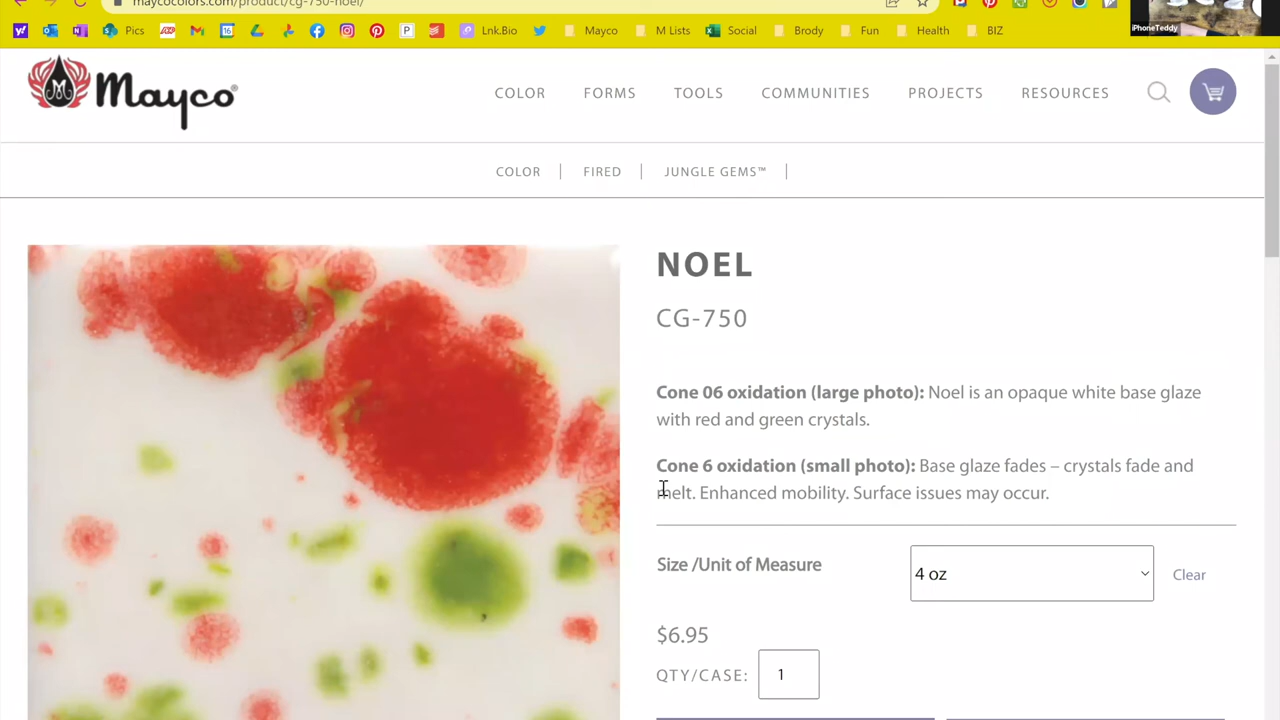 maycocolors.com/product/cg-750-noel/
Pics
16
Lnk.Bio
Mayco
M Lists
Social
Brody
Fun
Health
BIZ
iPhoneTeddy
Mayco®
COLOR
FORMS
TOOLS
COMMUNITIES
PROJECTS
RESOURCES
COLOR | FIRED | JUNGLE GEMS™ |
NOEL
CG-750
Cone 06 oxidation (large photo): Noel is an opaque white base glaze
with red and green crystals.
Cone 6 oxidation (small photo): Base glaze fades – crystals fade and
melt. Enhanced mobility. Surface issues may occur.
Size /Unit of Measure
4 oz
Clear
$6.95
QTY/CASE: 1